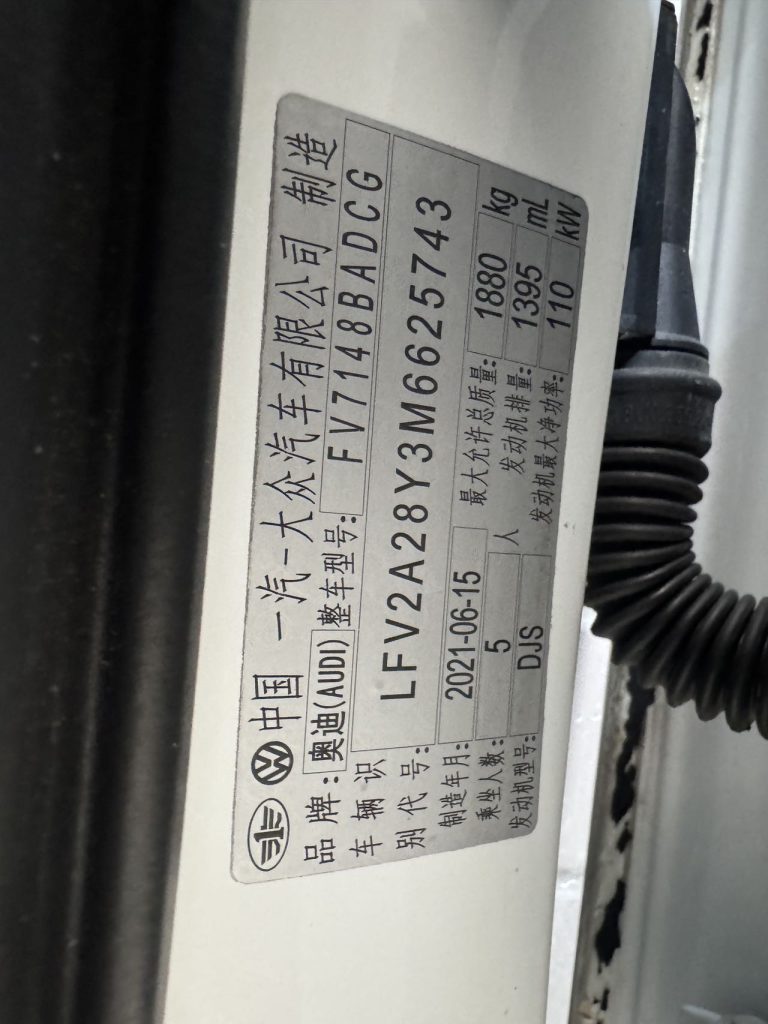 中国 一汽-大众汽车有限公司 制造
品牌:奥迪(AUDI) 整车型号: FV7148BADCG
车辆识别代号: LFV2A28Y3M6625743
制造年月: 2021-06-15 最大允许总质量: 1880 kg
乘坐人数: 5 人 发动机排量: 1395 mL
发动机型号: DJS 发动机最大净功率: 110 kW